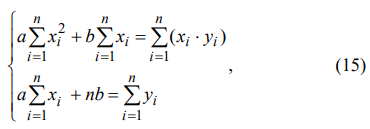 a∑_{i=1}^{n} x_i^2 + b∑_{i=1}^{n} x_i = ∑_{i=1}^{n} (x_i · y_i)
a∑_{i=1}^{n} x_i + nb = ∑_{i=1}^{n} y_i , (15)